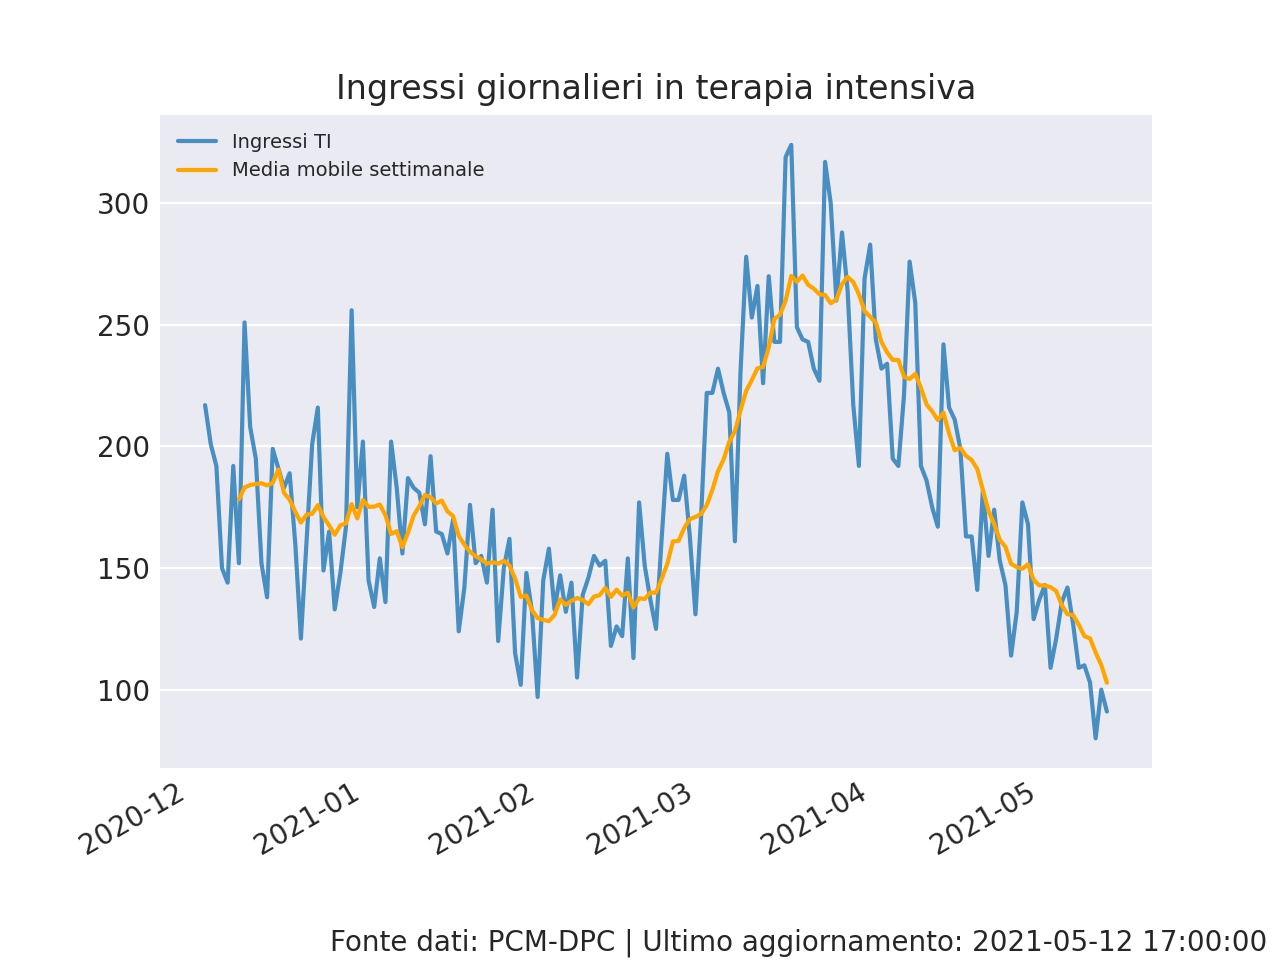 Ingressi giornalieri in terapia intensiva
Ingressi TI
Media mobile settimanale
300
250
200
150
100
2020-12
2021-01
2021-02
2021-03
2021-04
2021-05
Fonte dati: PCM-DPC | Ultimo aggiornamento: 2021-05-12 17:00:00